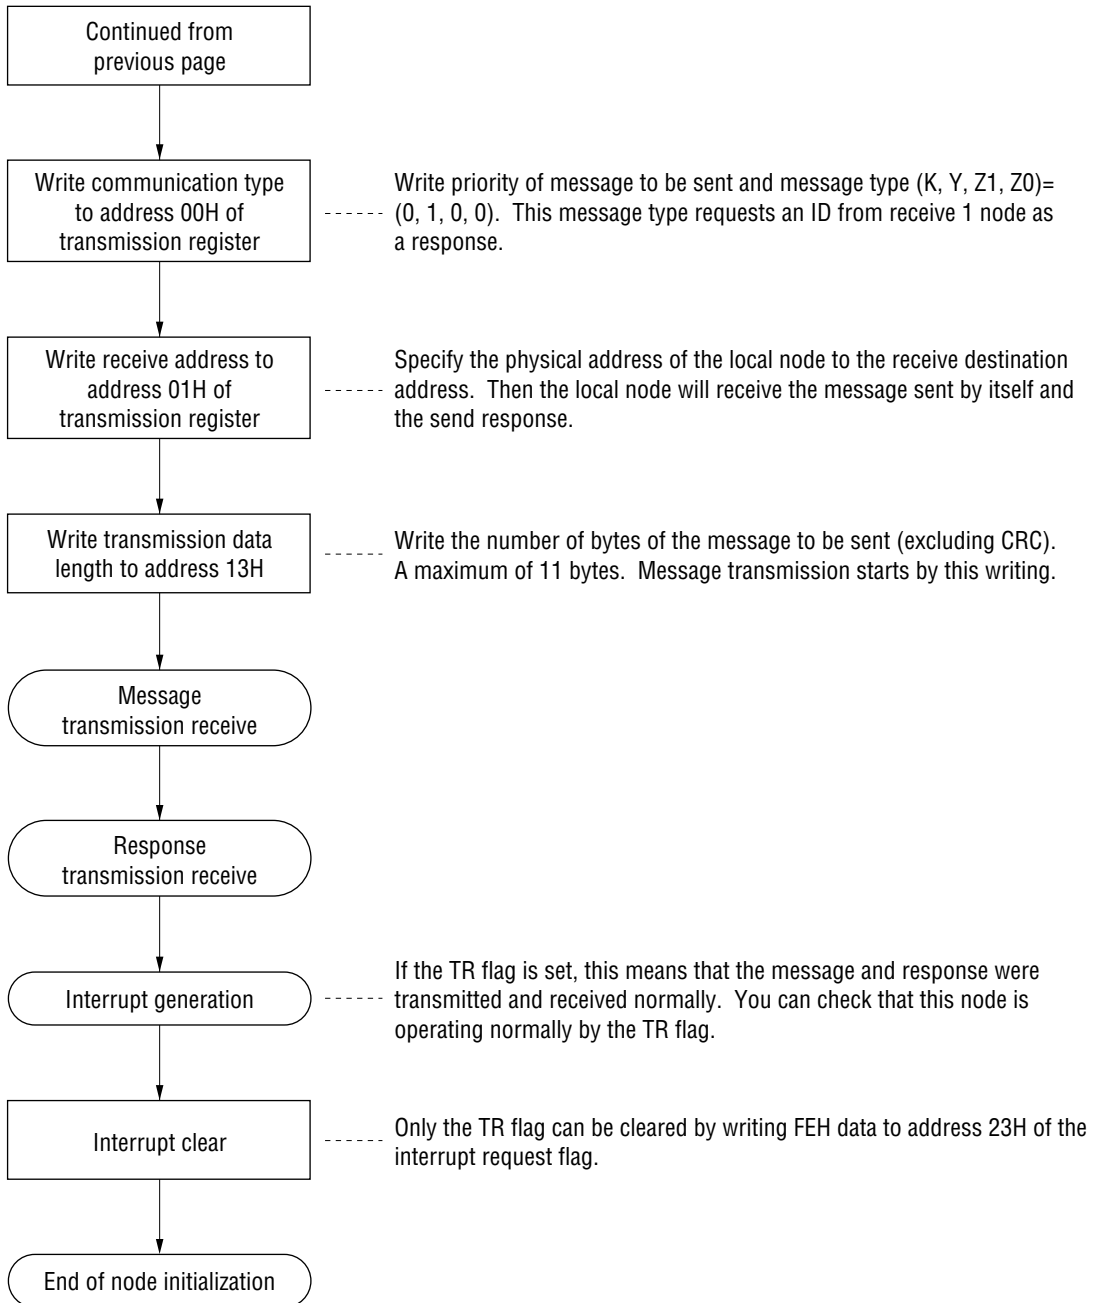 Continued from
previous page
Write communication type
to address 00H of
transmission register
Write priority of message to be sent and message type (K, Y, Z1, Z0)=
(0, 1, 0, 0).  This message type requests an ID from receive 1 node as
a response.
Write receive address to
address 01H of
transmission register
Specify the physical address of the local node to the receive destination
address.  Then the local node will receive the message sent by itself and
the send response.
Write transmission data
length to address 13H
Write the number of bytes of the message to be sent (excluding CRC).
A maximum of 11 bytes.  Message transmission starts by this writing.
Message
transmission receive
Response
transmission receive
Interrupt generation
If the TR flag is set, this means that the message and response were
transmitted and received normally.  You can check that this node is
operating normally by the TR flag.
Interrupt clear
Only the TR flag can be cleared by writing FEH data to address 23H of the
interrupt request flag.
End of node initialization